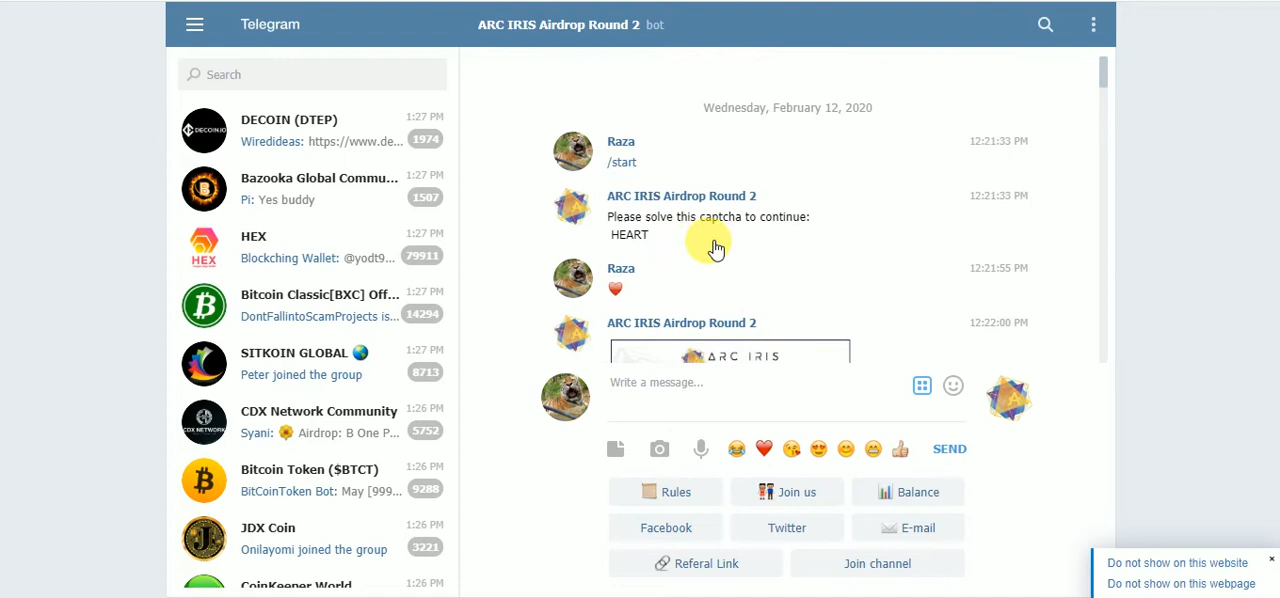 Telegram
ARC IRIS Airdrop Round 2 bot
Search
DECOIN (DTEP) 1:27 PM
Wiredideas: https://www.de... 1974
Bazooka Global Commu... 1:27 PM
Pi: Yes buddy 1507
HEX 1:27 PM
Blockching Wallet: @yodt9... 79911
Bitcoin Classic[BXC] Off... 1:27 PM
DontFallintoScamProjects is... 14294
SITKOIN GLOBAL 🌏 1:27 PM
Peter joined the group 8713
CDX Network Community 1:26 PM
Syani: 🌼 Airdrop: B One P... 5752
Bitcoin Token ($BTCT) 1:26 PM
BitCoinToken Bot: May [999... 9288
JDX Coin 1:26 PM
Onilayomi joined the group 3221
CoinKeeper World 1:26 PM
DECOIN.IO
HEX
CDX NETWORK
Wednesday, February 12, 2020
Raza 12:21:33 PM
/start
ARC IRIS Airdrop Round 2 12:21:33 PM
Please solve this captcha to continue:
HEART
Raza 12:21:55 PM
❤️
ARC IRIS Airdrop Round 2 12:22:00 PM
ARC IRIS
Write a message...
SEND
Rules
Join us
Balance
Facebook
Twitter
E-mail
Referal Link
Join channel
Do not show on this website
Do not show on this webpage
×